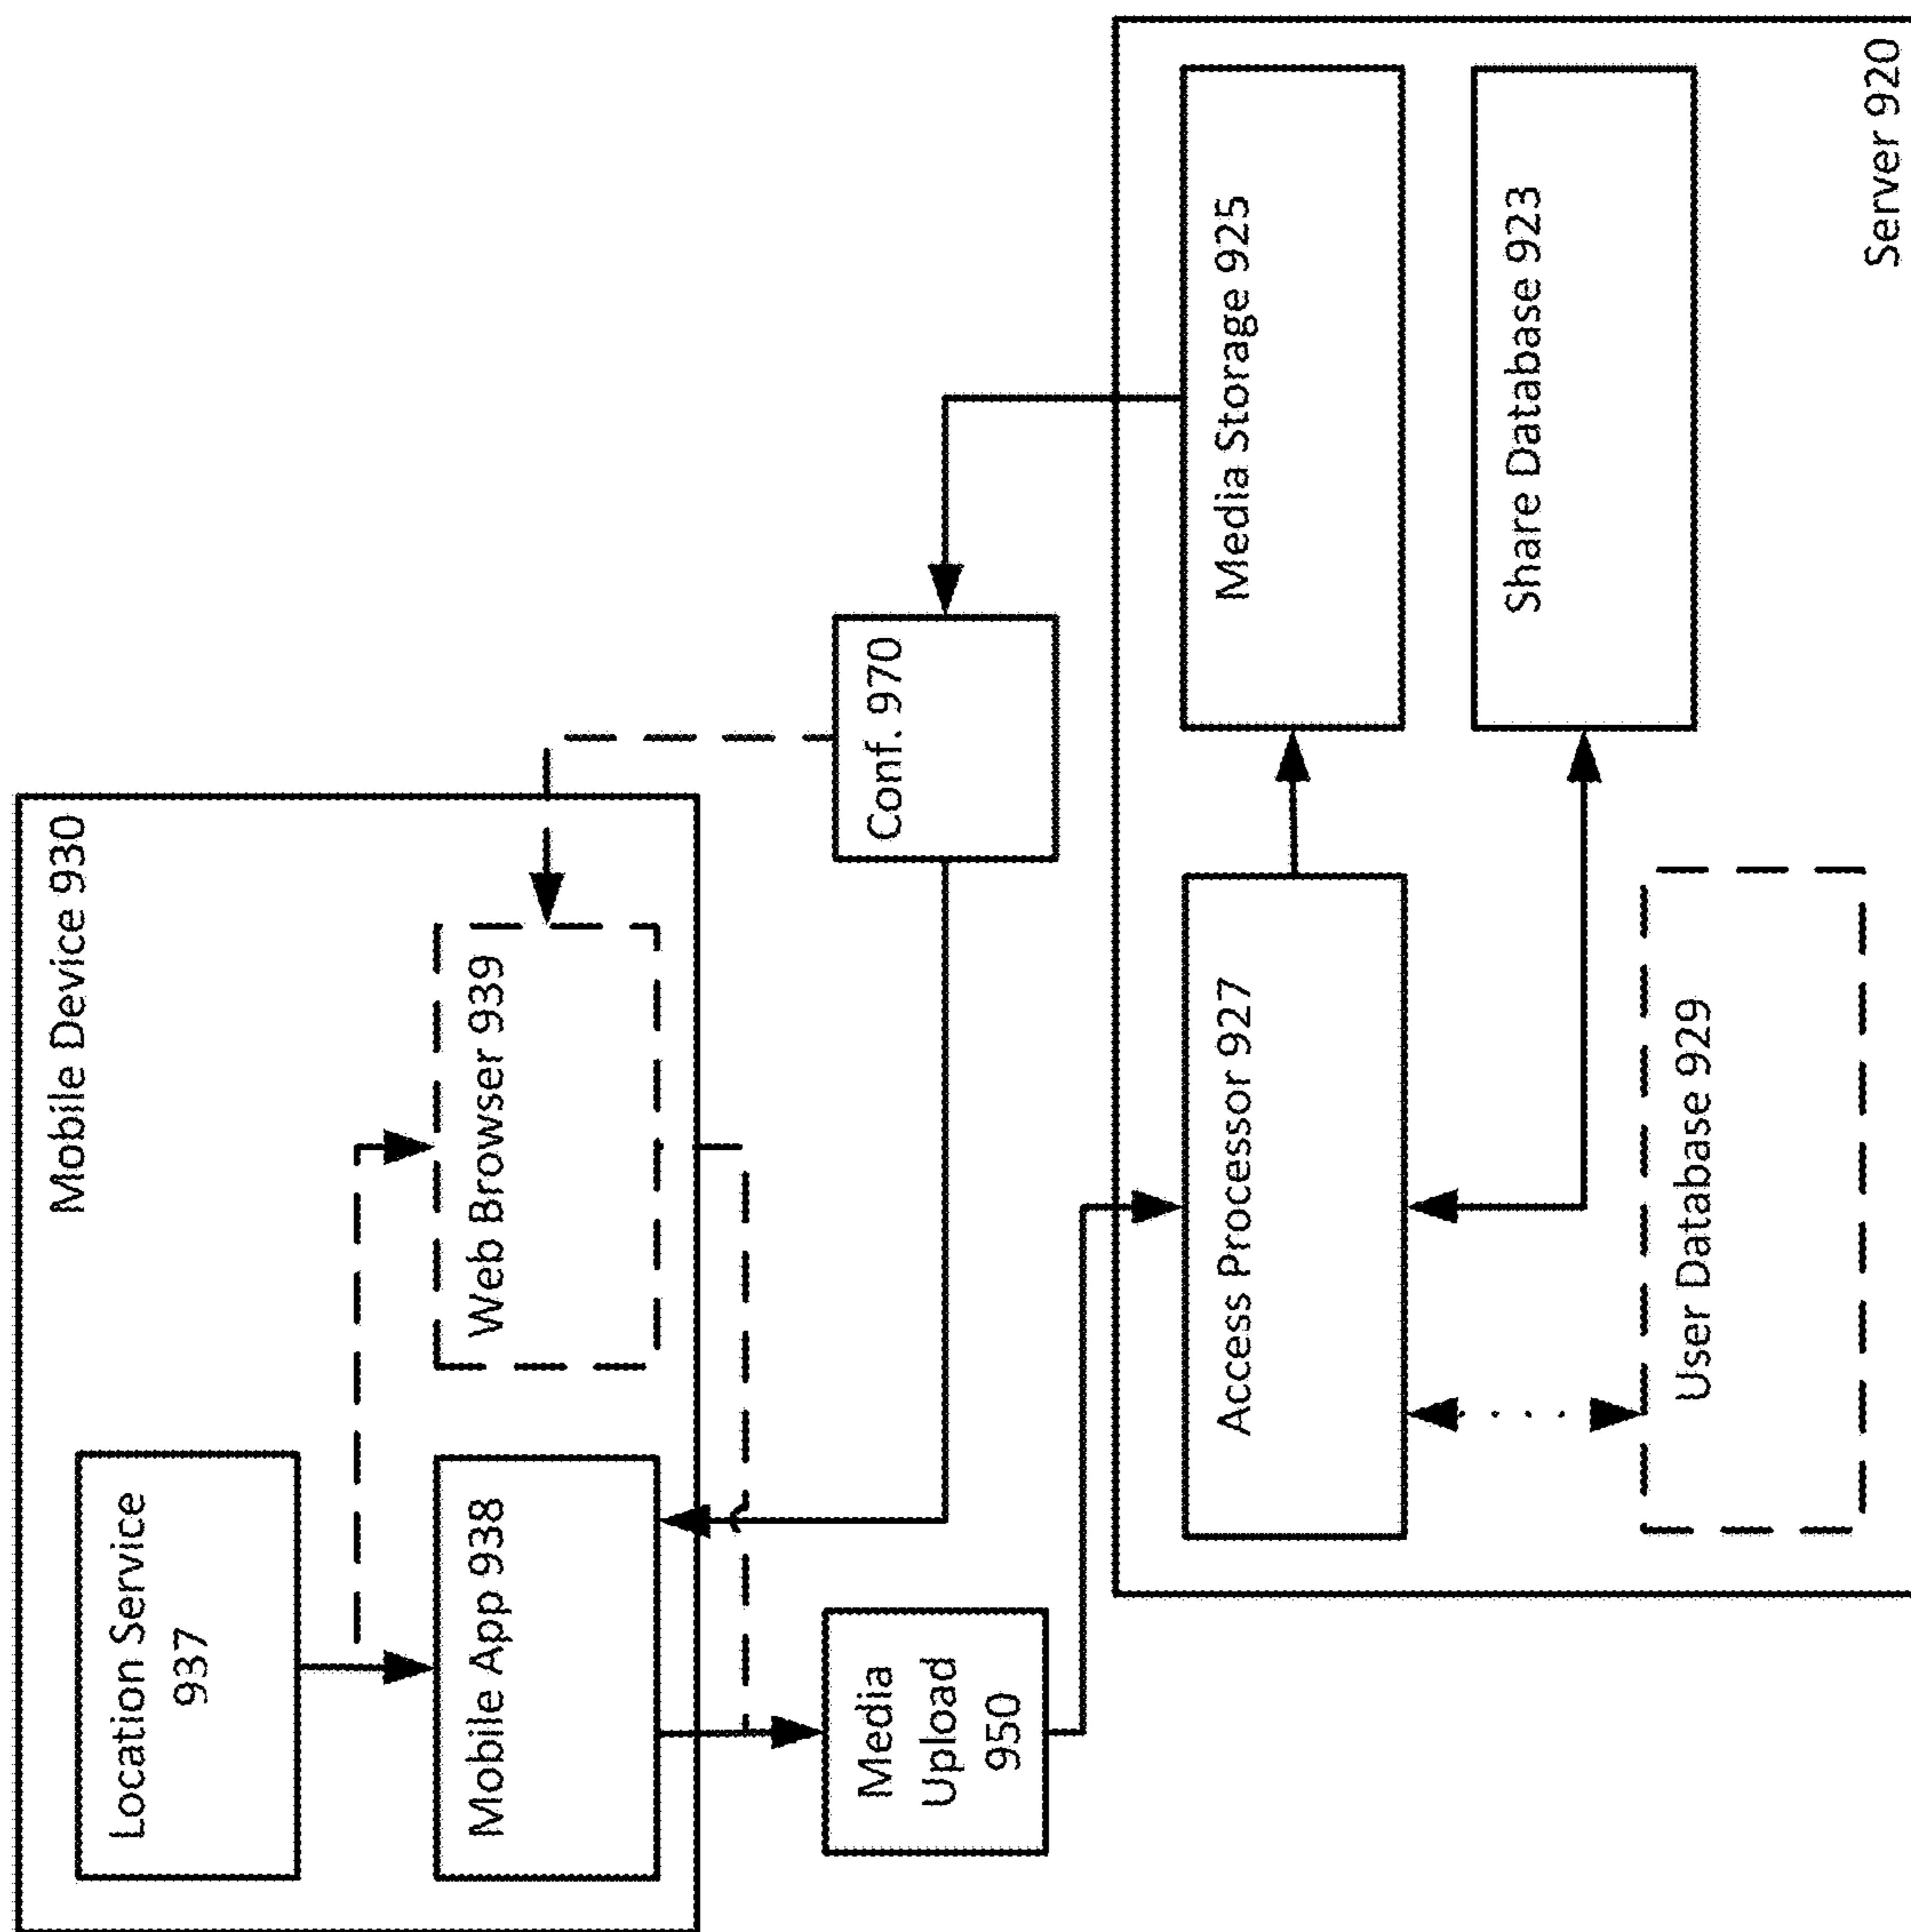 Mobile Device 930
Location Service
937
Mobile App 938
Web Browser 939
Media
Upload
950
Conf. 970
Access Processor 927
Media Storage 925
User Database 929
Share Database 923
Server 920